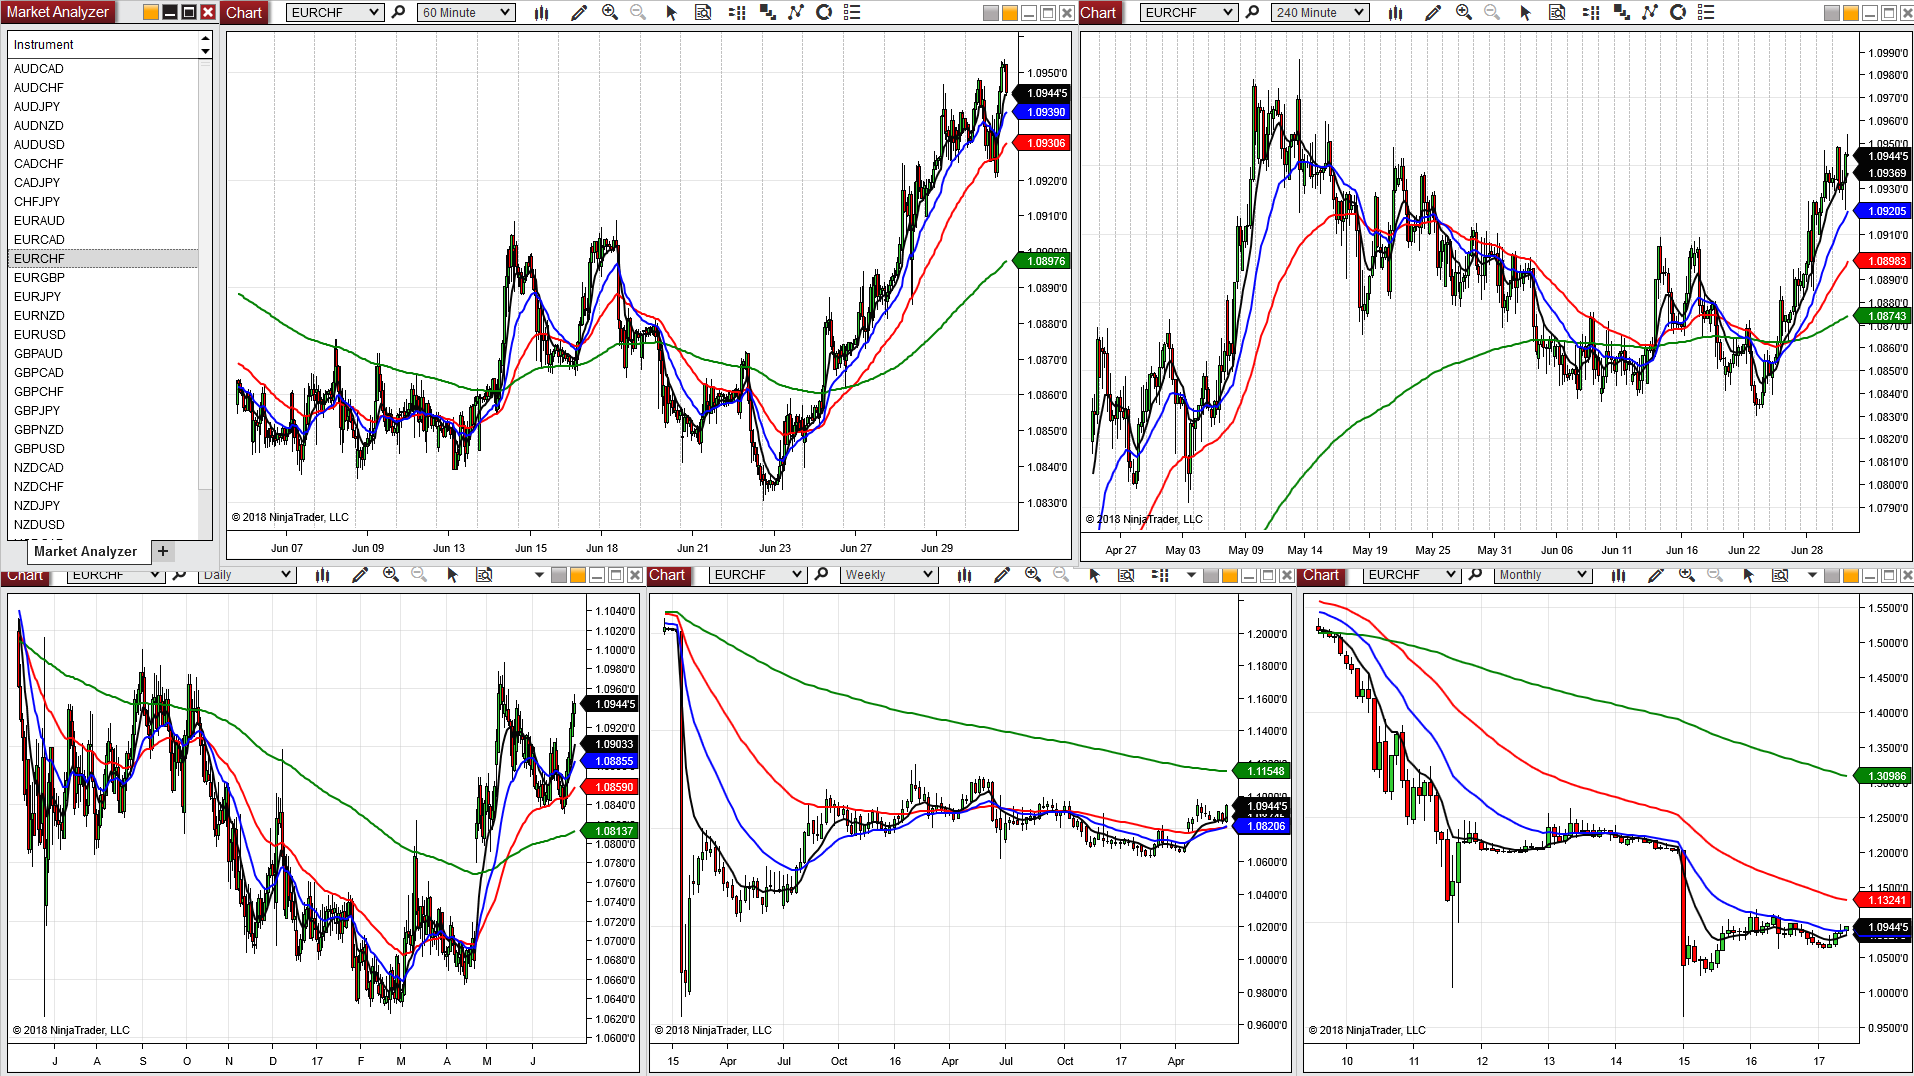 Market Analyzer
Instrument
AUDCAD
AUDCHF
AUDJPY
AUDNZD
AUDUSD
CADCHF
CADJPY
CHFJPY
EURAUD
EURCAD
EURCHF
EURGBP
EURJPY
EURNZD
EURUSD
GBPAUD
GBPCAD
GBPCHF
GBPJPY
GBPNZD
GBPUSD
NZDCAD
NZDCHF
NZDJPY
NZDUSD
Market Analyzer +
Chart EURCHF 60 Minute
1.0950'0
1.0944'5
1.09390
1.09306
1.0920'0
1.0910'0
1.0900'0
1.08976
1.0890'0
1.0880'0
1.0870'0
1.0860'0
1.0850'0
1.0840'0
1.0830'0
© 2018 NinjaTrader, LLC
Jun 07 Jun 09 Jun 13 Jun 15 Jun 18 Jun 21 Jun 23 Jun 27 Jun 29
Chart EURCHF 240 Minute
1.0990'0
1.0980'0
1.0970'0
1.0960'0
1.0950'0
1.0944'5
1.09369
1.0930'0
1.09205
1.0910'0
1.08983
1.0890'0
1.0880'0
1.08743
1.0870'0
1.0860'0
1.0850'0
1.0840'0
1.0830'0
1.0820'0
1.0810'0
1.0800'0
1.0790'0
© 2018 NinjaTrader, LLC
Apr 27 May 03 May 09 May 14 May 19 May 25 May 31 Jun 06 Jun 11 Jun 16 Jun 22 Jun 28
Chart EURCHF Daily
1.1040'0
1.1020'0
1.1000'0
1.0980'0
1.0960'0
1.0944'5
1.0920'0
1.09033
1.08855
1.08590
1.0840'0
1.08137
1.0800'0
1.0780'0
1.0760'0
1.0740'0
1.0720'0
1.0700'0
1.0680'0
1.0660'0
1.0640'0
1.0620'0
1.0600'0
© 2018 NinjaTrader, LLC
J A S O N D 17 F M A M J
Chart EURCHF Weekly
1.2000'0
1.1800'0
1.1600'0
1.1400'0
1.11548
1.0944'5
1.08206
1.0600'0
1.0400'0
1.0200'0
1.0000'0
0.9800'0
0.9600'0
© 2018 NinjaTrader, LLC
15 Apr Jul Oct 16 Apr Jul Oct 17 Apr
Chart EURCHF Monthly
1.5500'0
1.5000'0
1.4500'0
1.4000'0
1.3500'0
1.30986
1.2500'0
1.2000'0
1.1500'0
1.13241
1.0944'5
1.0500'0
1.0000'0
0.9500'0
© 2018 NinjaTrader, LLC
10 11 12 13 14 15 16 17